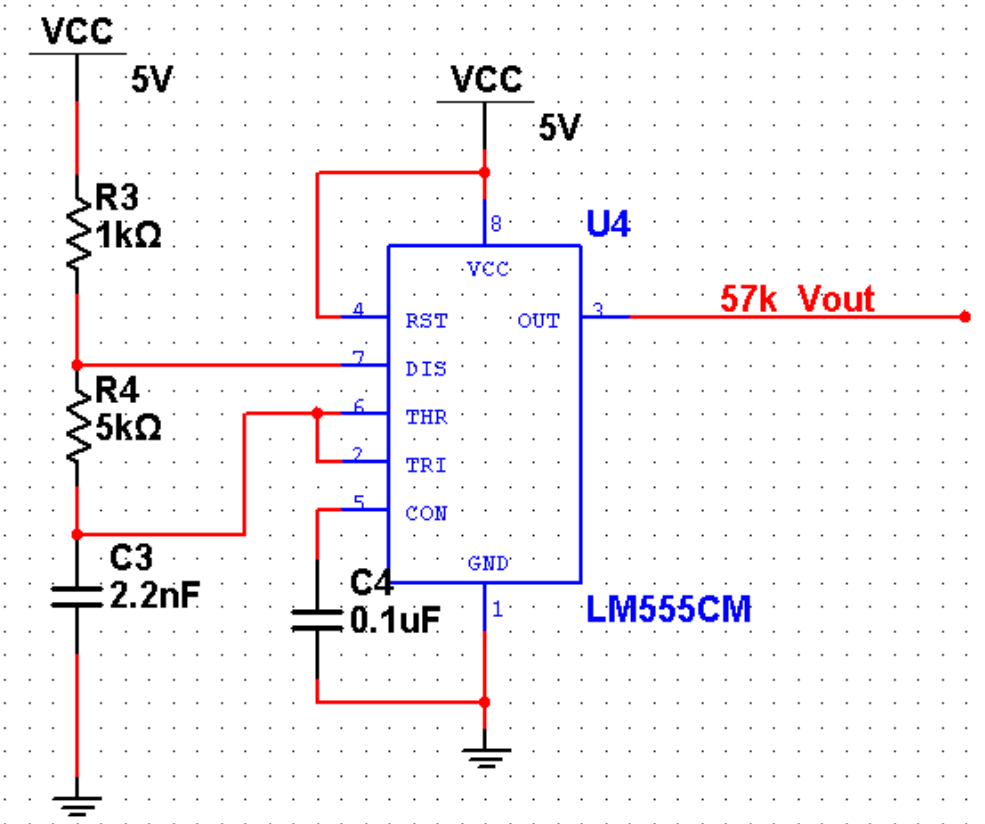 VCC
5V
VCC
5V
R3
1kΩ
8
U4
VCC
57k Vout
4
RST
OUT
3
7
DIS
R4
5kΩ
6
THR
2
TRI
5
CON
C3
2.2nF
GND
C4
0.1uF
1
LM555CM